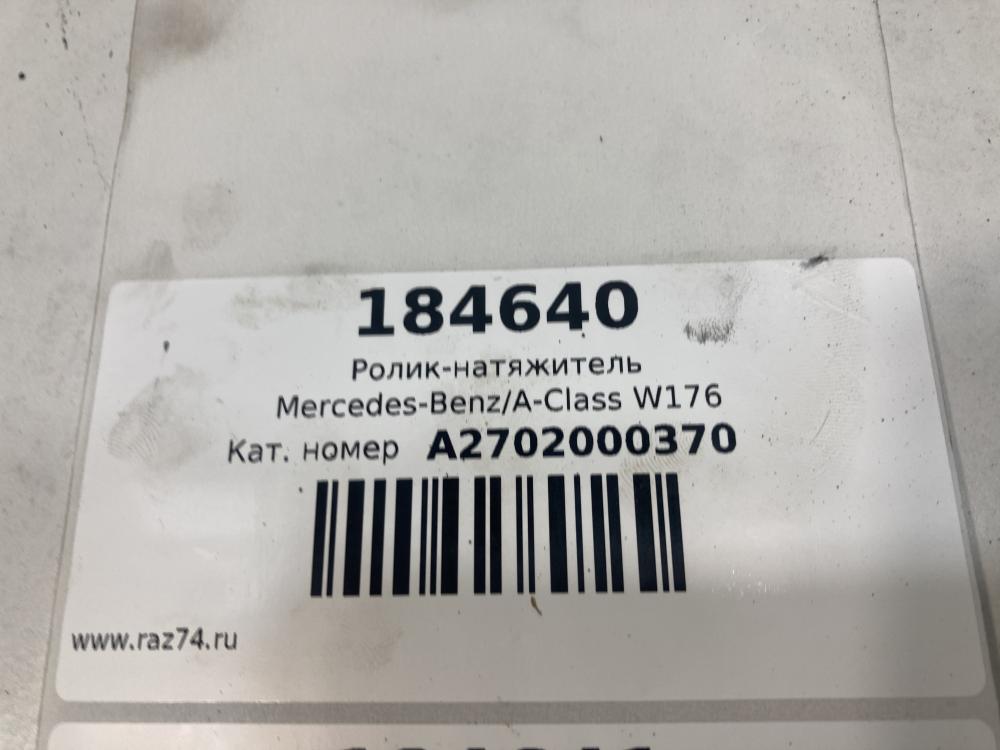 184640
Ролик-натяжитель
Mercedes-Benz/A-Class W176
Кат. номер A2702000370
www.raz74.ru